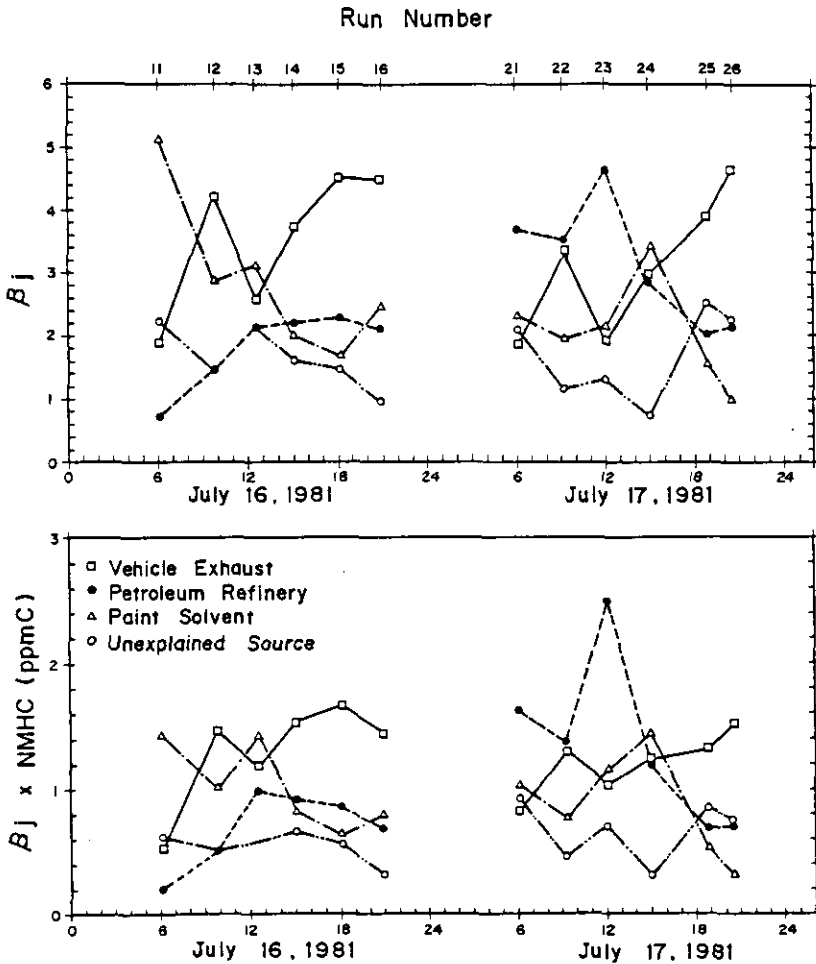 Run Number
11 12 13 14 15 16 21 22 23 24 25 26
6
5
4
3
2
1
0
βj
0 6 12 18 24 6 12 18 24
July 16, 1981 July 17, 1981
3
2
1
0
βj x NMHC (ppmC)
Vehicle Exhaust
Petroleum Refinery
Paint Solvent
Unexplained Source
0 6 12 18 24 6 12 18 24
July 16, 1981 July 17, 1981